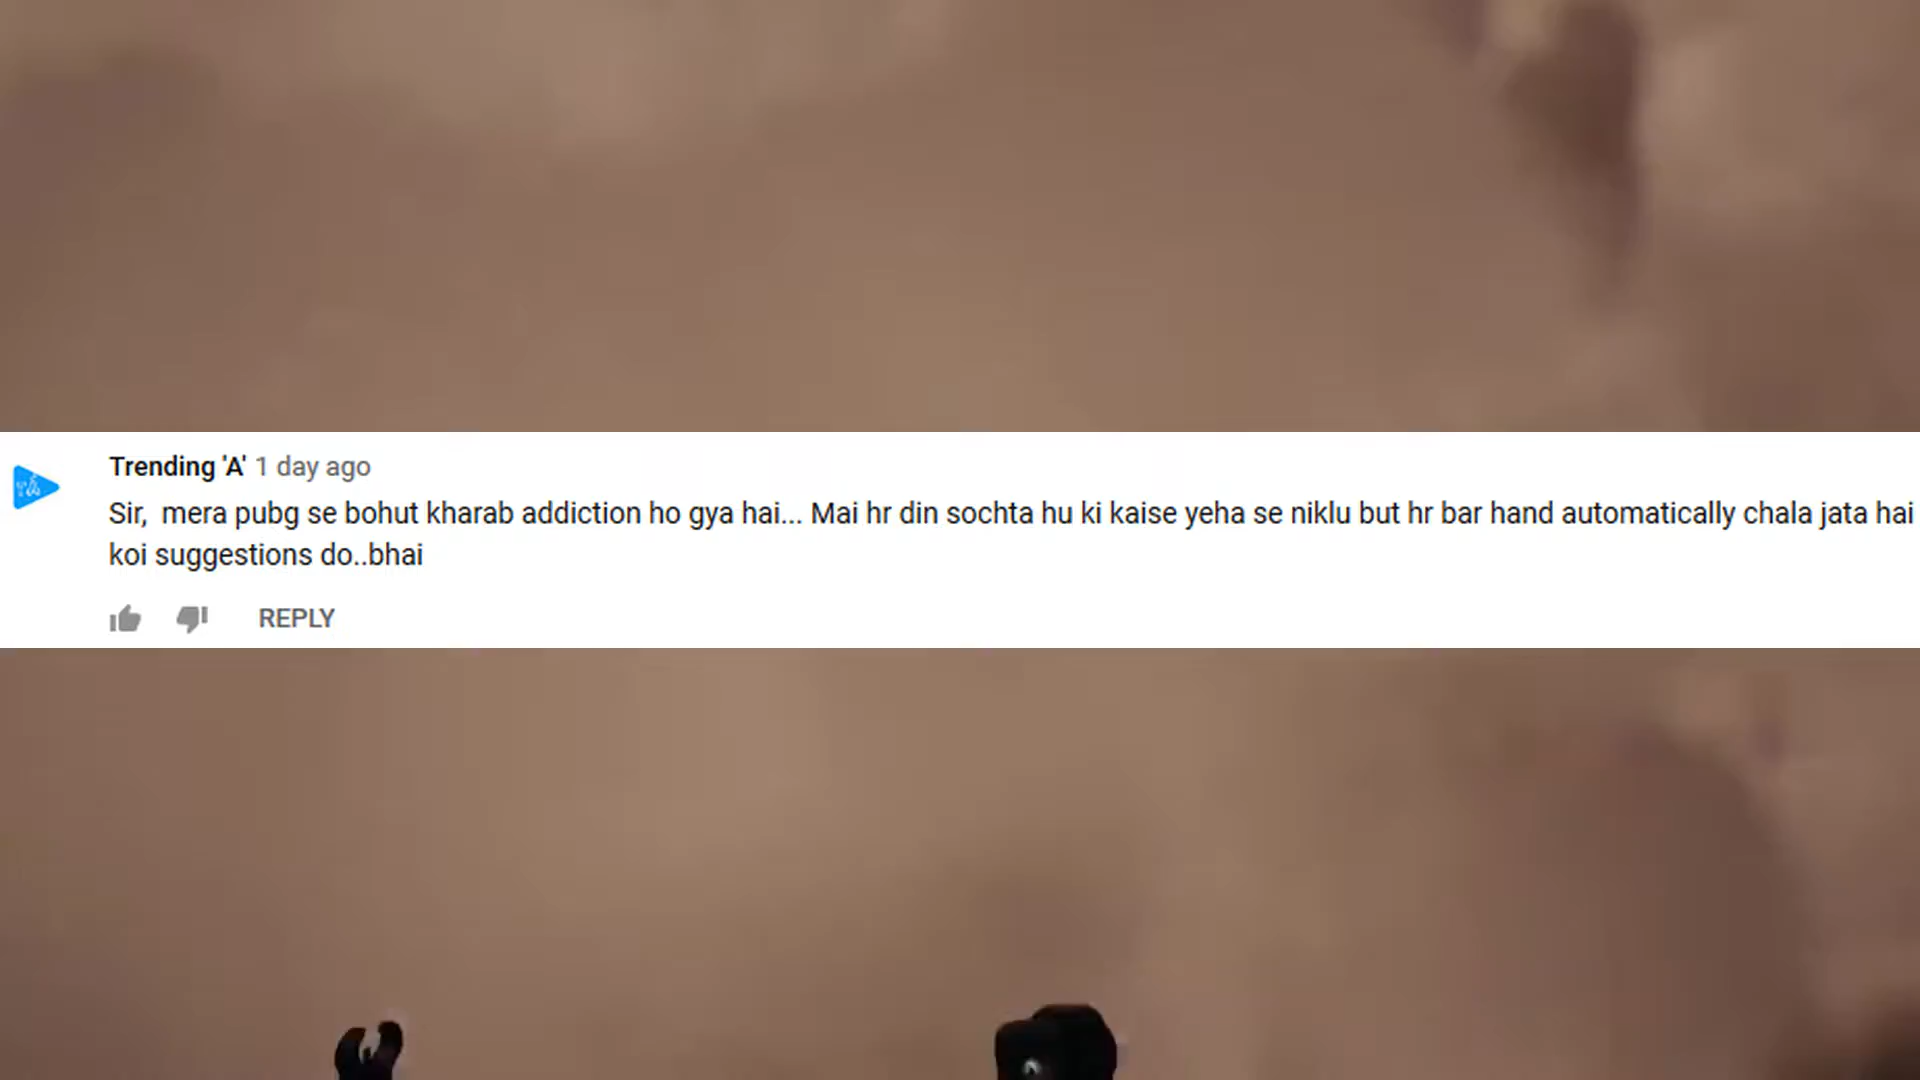 Trending 'A' 1 day ago
Sir,  mera pubg se bohut kharab addiction ho gya hai... Mai hr din sochta hu ki kaise yeha se niklu but hr bar hand automatically chala jata hai
koi suggestions do..bhai
REPLY